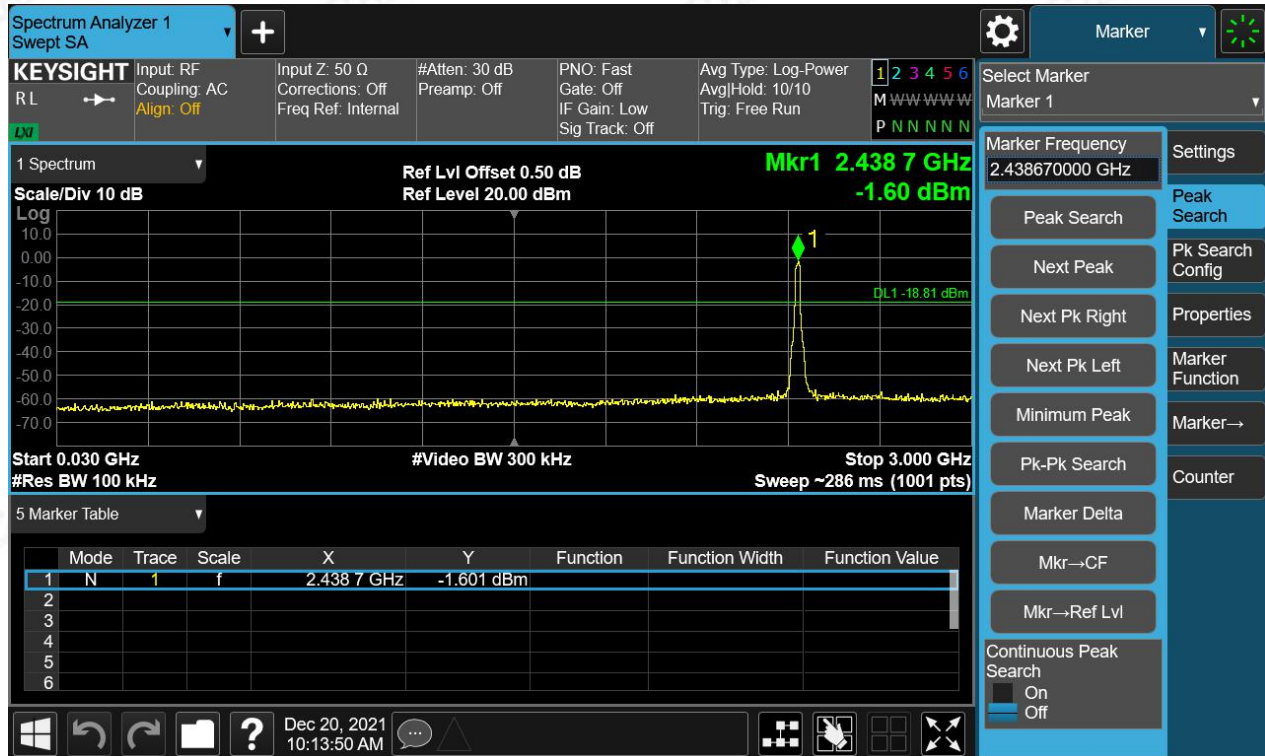 Spectrum Analyzer 1
Swept SA
Marker
KEYSIGHT
RL
LXI
Input: RF
Coupling: AC
Align: Off
Input Z: 50 Ω
Corrections: Off
Freq Ref: Internal
#Atten: 30 dB
Preamp: Off
PNO: Fast
Gate: Off
IF Gain: Low
Sig Track: Off
Avg Type: Log-Power
Avg|Hold: 10/10
Trig: Free Run
1 2 3 4 5 6
M W W W W W W
P N N N N N
1 Spectrum
Scale/Div 10 dB
Ref Lvl Offset 0.50 dB
Ref Level 20.00 dBm
Mkr1 2.438 7 GHz
-1.60 dBm
Log
10.0
0.00
-10.0
-20.0
-30.0
-40.0
-50.0
-60.0
-70.0
1
DL1 -18.81 dBm
Start 0.030 GHz
#Res BW 100 kHz
#Video BW 300 kHz
Stop 3.000 GHz
Sweep ~286 ms (1001 pts)
5 Marker Table
Mode Trace Scale X Y Function Function Width Function Value
1 N 1 f 2.438 7 GHz -1.601 dBm
2
3
4
5
6
Dec 20, 2021
10:13:50 AM
Select Marker
Marker 1
Marker Frequency
2.438670000 GHz
Peak Search
Next Peak
Next Pk Right
Next Pk Left
Minimum Peak
Pk-Pk Search
Marker Delta
Mkr→CF
Mkr→Ref Lvl
Continuous Peak
Search
On
Off
Settings
Peak
Search
Pk Search
Config
Properties
Marker
Function
Marker→
Counter